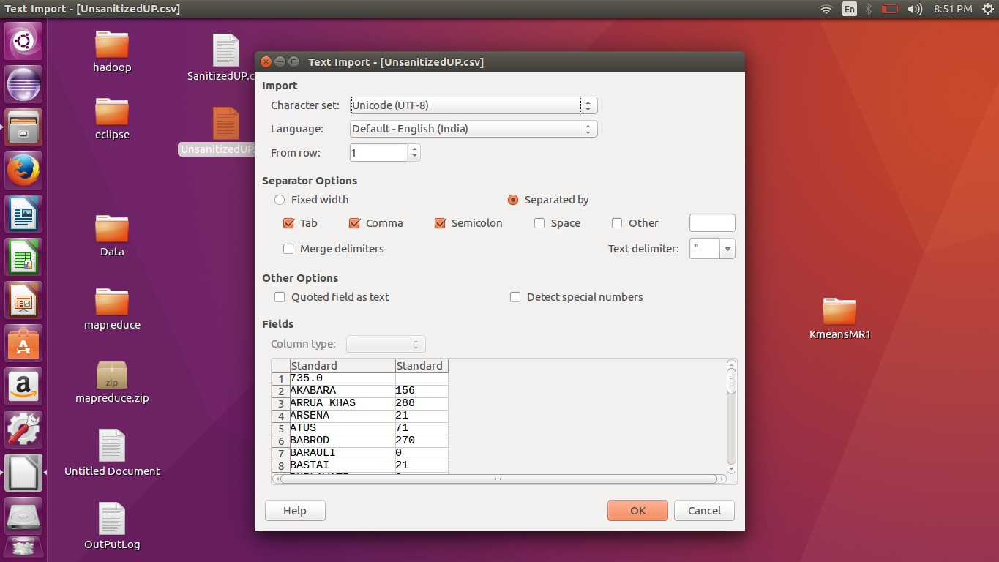 Text Import - [UnsanitizedUP.csv]
En
8:51 PM
hadoop
SanitizedUP.c
eclipse
UnsanitizedUP.
Data
mapreduce
zip
mapreduce.zip
Untitled Document
OutPutLog
KmeansMR1
Text Import - [UnsanitizedUP.csv]
Import
Character set: Unicode (UTF-8)
Language: Default - English (India)
From row: 1
Separator Options
Fixed width Separated by
Tab Comma Semicolon Space Other
Merge delimiters Text delimiter: "
Other Options
Quoted field as text Detect special numbers
Fields
Column type:
Standard Standard
1 735.0
2 AKABARA 156
3 ARRUA KHAS 288
4 ARSENA 21
5 ATUS 71
6 BABROD 270
7 BARAULI 0
8 BASTAI 21
Help OK Cancel